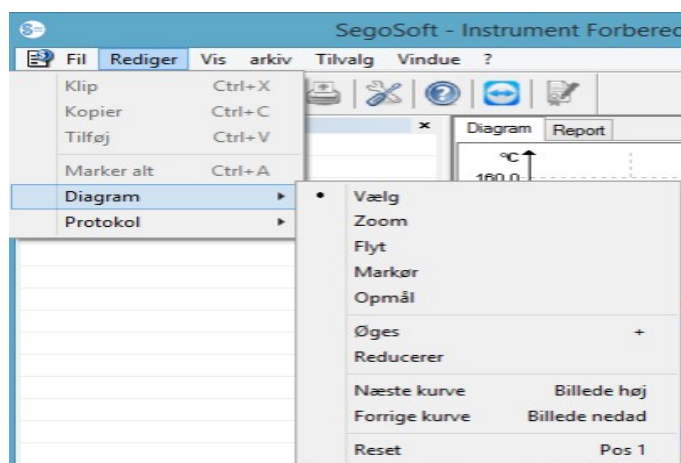 SegoSoft - Instrument Forbered
Fil Rediger Vis arkiv Tilvalg Vindue ?
Klip Ctrl+X
Kopier Ctrl+C
Tilføj Ctrl+V
Marker alt Ctrl+A
Diagram
Protokol
Diagram Report
°C
160.0
Vælg
Zoom
Flyt
Markør
Opmål
Øges +
Reducerer
Næste kurve Billede høj
Forrige kurve Billede nedad
Reset Pos 1